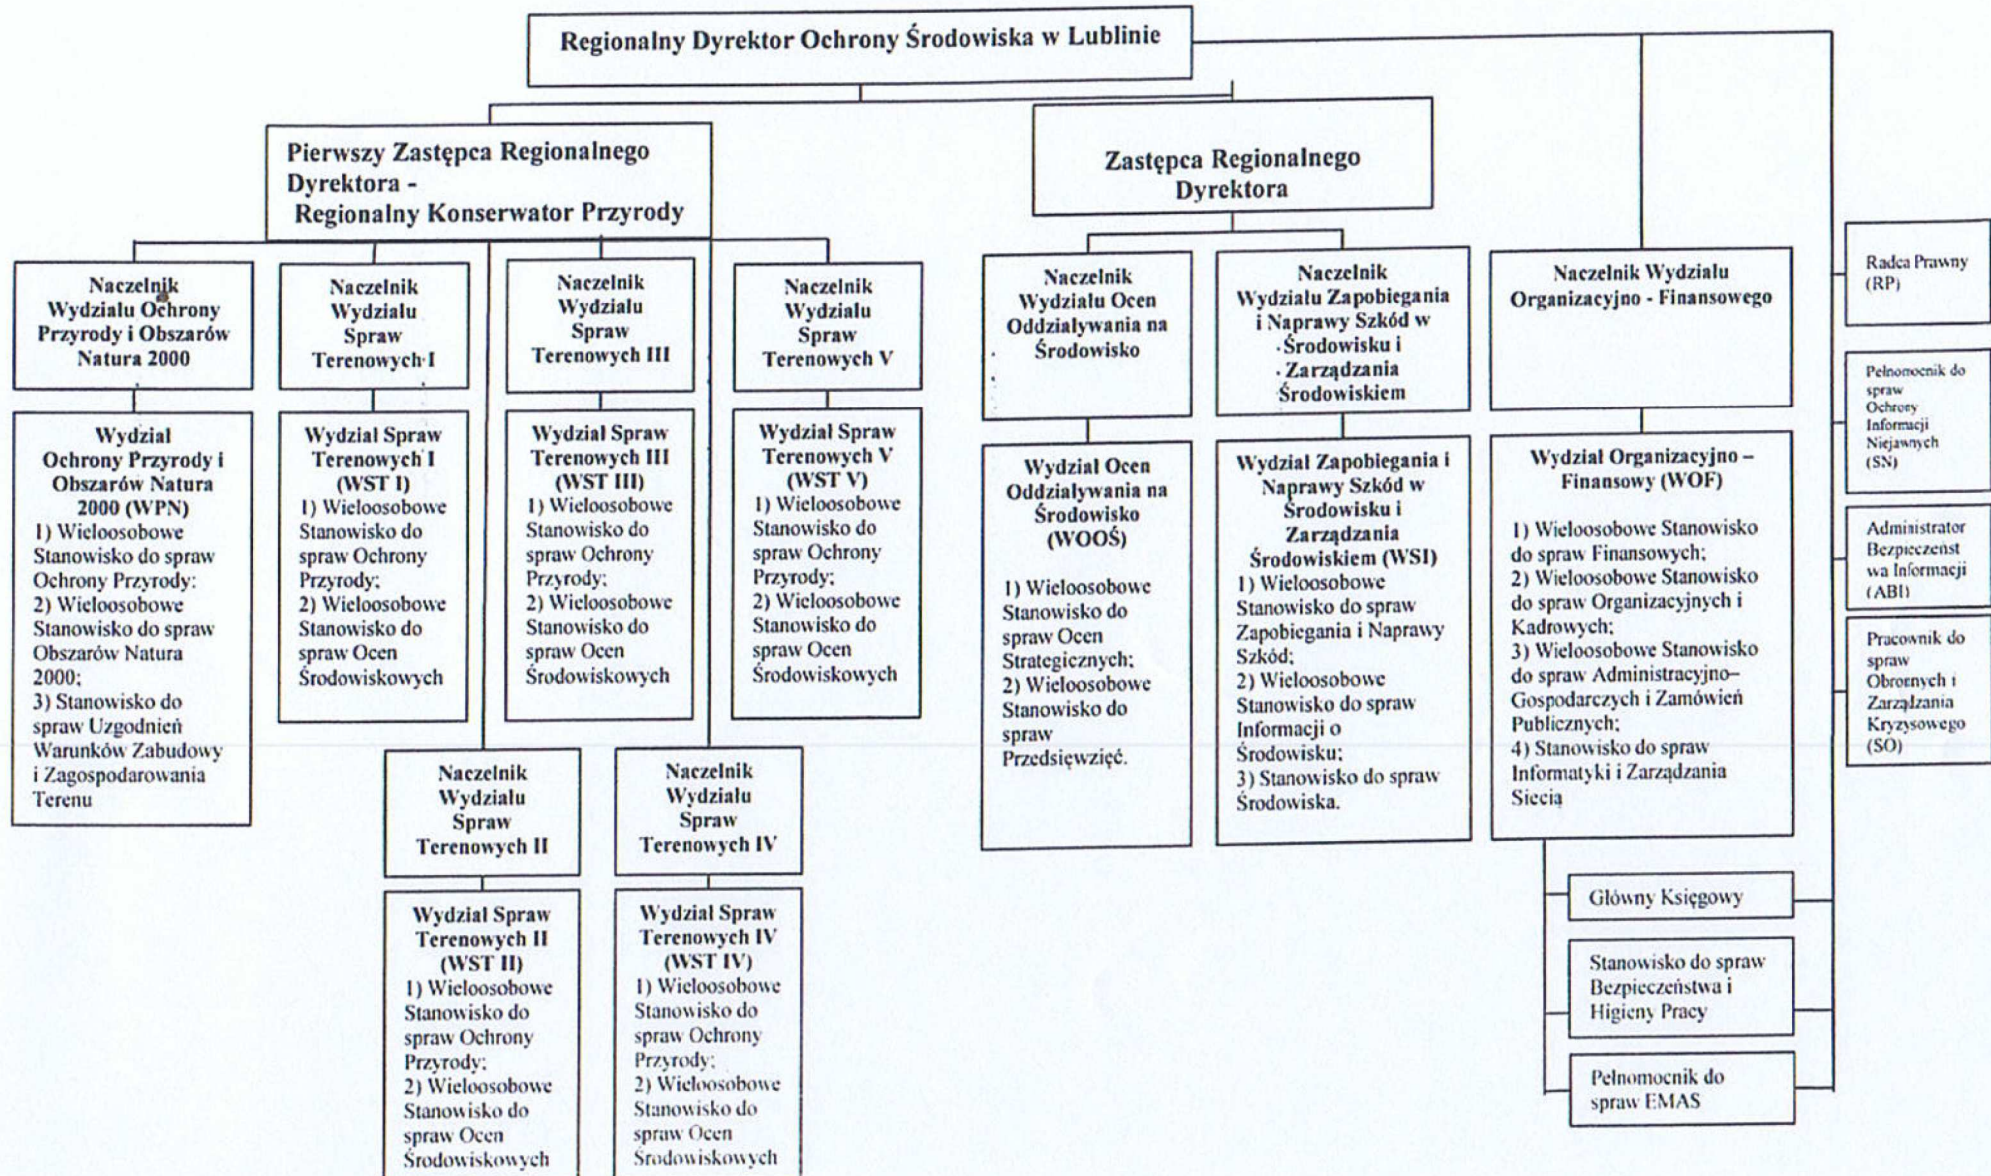 Regionalny Dyrektor Ochrony Środowiska w Lublinie
Pierwszy Zastępca Regionalnego
Dyrektora -
Regionalny Konserwator Przyrody
Zastępca Regionalnego
Dyrektora
Naczelnik
Wydziału Ochrony
Przyrody i Obszarów
Natura 2000
Naczelnik
Wydziału
Spraw
Terenowych I
Naczelnik
Wydziału
Spraw
Terenowych III
Naczelnik
Wydziału
Spraw
Terenowych V
Naczelnik
Wydziału Ocen
Oddziaływania na
Środowisko
Naczelnik
Wydziału Zapobiegania
i Naprawy Szkód w
Środowisku i
Zarządzania
Środowiskiem
Naczelnik Wydziału
Organizacyjno - Finansowego
Radca Prawny
(RP)
Pełnomocnik do
spraw
Ochrony
Informacji
Niejawnych
(SN)
Administrator
Bezpieczeńst
wa Informacji
(ABI)
Pracownik do
spraw
Obronnych i
Zarządzania
Kryzysowego
(SO)
Wydział
Ochrony Przyrody i
Obszarów Natura
2000 (WPN)
1) Wieloosobowe
Stanowisko do spraw
Ochrony Przyrody;
2) Wieloosobowe
Stanowisko do spraw
Obszarów Natura
2000;
3) Stanowisko do
spraw Uzgodnień
Warunków Zabudowy
i Zagospodarowania
Terenu
Wydział Spraw
Terenowych I
(WST I)
1) Wieloosobowe
Stanowisko do
spraw Ochrony
Przyrody;
2) Wieloosobowe
Stanowisko do
spraw Ocen
Środowiskowych
Wydział Spraw
Terenowych III
(WST III)
1) Wieloosobowe
Stanowisko do
spraw Ochrony
Przyrody;
2) Wieloosobowe
Stanowisko do
spraw Ocen
Środowiskowych
Wydział Spraw
Terenowych V
(WST V)
1) Wieloosobowe
Stanowisko do
spraw Ochrony
Przyrody;
2) Wieloosobowe
Stanowisko do
spraw Ocen
Środowiskowych
Wydział Ocen
Oddziaływania na
Środowisko
(WOOŚ)
1) Wieloosobowe
Stanowisko do
spraw Ocen
Strategicznych;
2) Wieloosobowe
Stanowisko do
spraw
Przedsięwzięć.
Wydział Zapobiegania i
Naprawy Szkód w
Środowisku i
Zarządzania
Środowiskiem (WSI)
1) Wieloosobowe
Stanowisko do spraw
Zapobiegania i Naprawy
Szkód;
2) Wieloosobowe
Stanowisko do spraw
Informacji o
Środowisku;
3) Stanowisko do spraw
Środowiska.
Wydział Organizacyjno –
Finansowy (WOF)
1) Wieloosobowe Stanowisko
do spraw Finansowych;
2) Wieloosobowe Stanowisko
do spraw Organizacyjnych i
Kadrowych;
3) Wieloosobowe Stanowisko
do spraw Administracyjno–
Gospodarczych i Zamówień
Publicznych;
4) Stanowisko do spraw
Informatyki i Zarządzania
Siecią
Naczelnik
Wydziału
Spraw
Terenowych II
Naczelnik
Wydziału
Spraw
Terenowych IV
Wydział Spraw
Terenowych II
(WST II)
1) Wieloosobowe
Stanowisko do
spraw Ochrony
Przyrody;
2) Wieloosobowe
Stanowisko do
spraw Ocen
Środowiskowych
Wydział Spraw
Terenowych IV
(WST IV)
1) Wieloosobowe
Stanowisko do
spraw Ochrony
Przyrody;
2) Wieloosobowe
Stanowisko do
spraw Ocen
Środowiskowych
Główny Księgowy
Stanowisko do spraw
Bezpieczeństwa i
Higieny Pracy
Pełnomocnik do
spraw EMAS